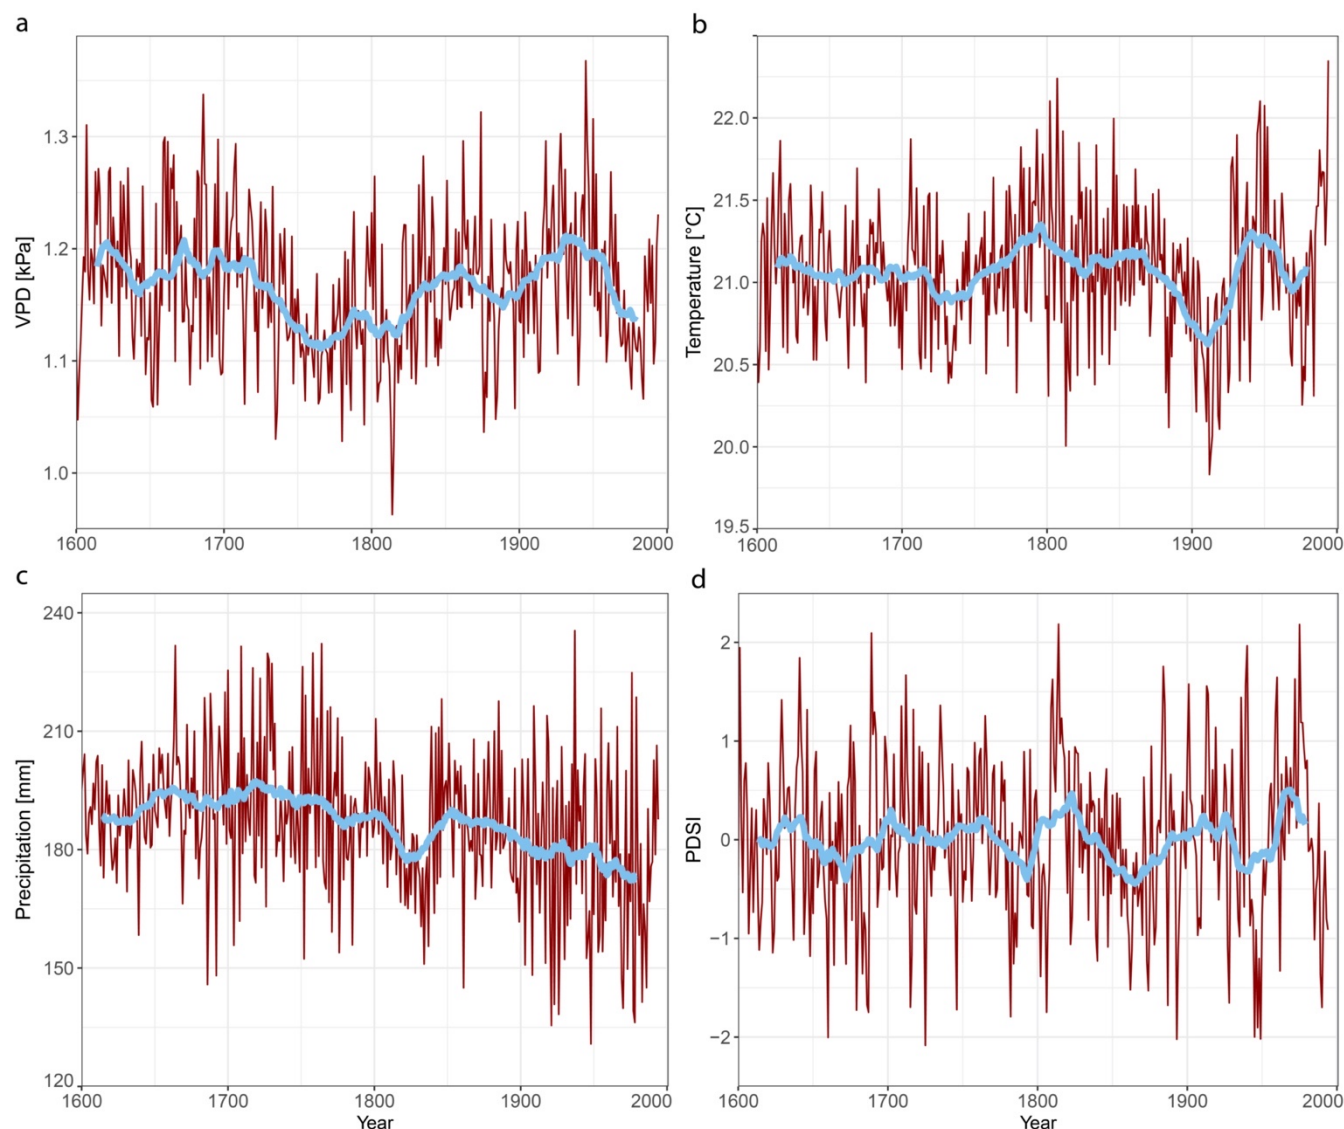 a
VPD [kPa]
1.3
1.2
1.1
1.0
1600 1700 1800 1900 2000
b
Temperature [°C]
22.0
21.5
21.0
20.5
20.0
19.5
1600 1700 1800 1900 2000
c
Precipitation [mm]
240
210
180
150
120
1600 1700 1800 1900 2000
Year
d
PDSI
2
1
0
−1
−2
1600 1700 1800 1900 2000
Year